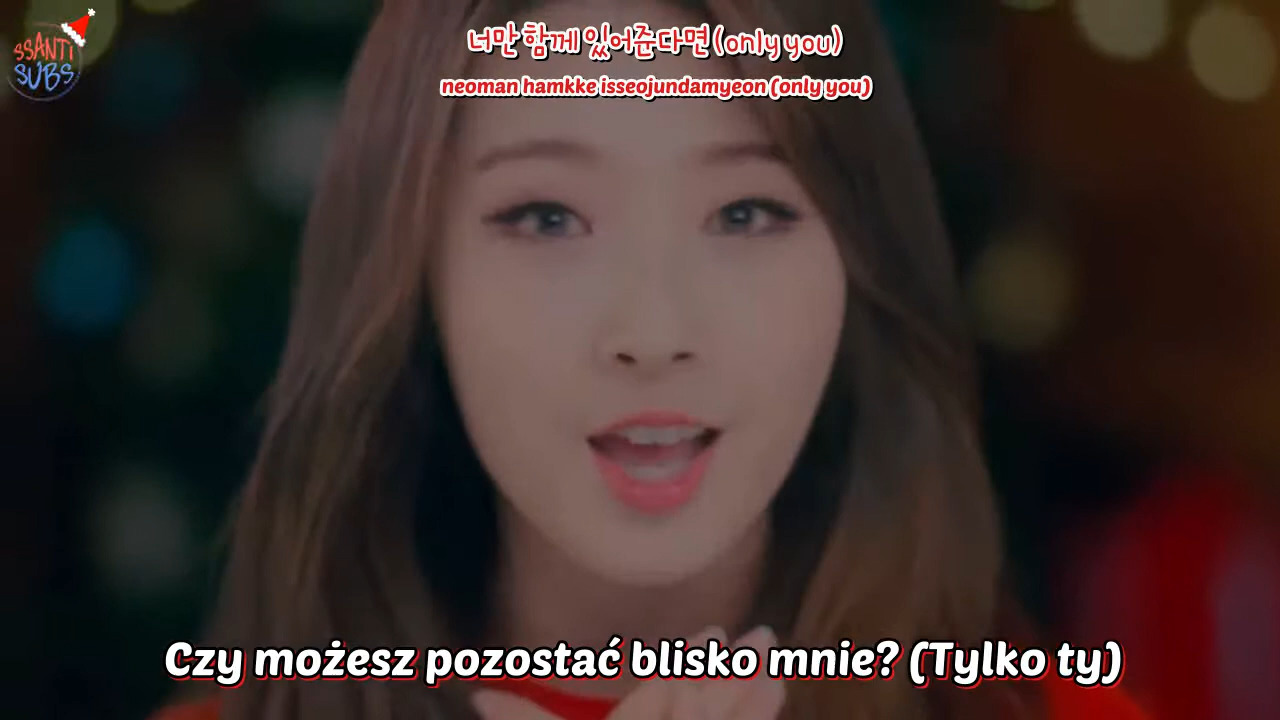 SSANTI
SUBS
너만 함께 있어준다면 (only you)
neoman hamkke isseojundamyeon (only you)
Czy możesz pozostać blisko mnie? (Tylko ty)